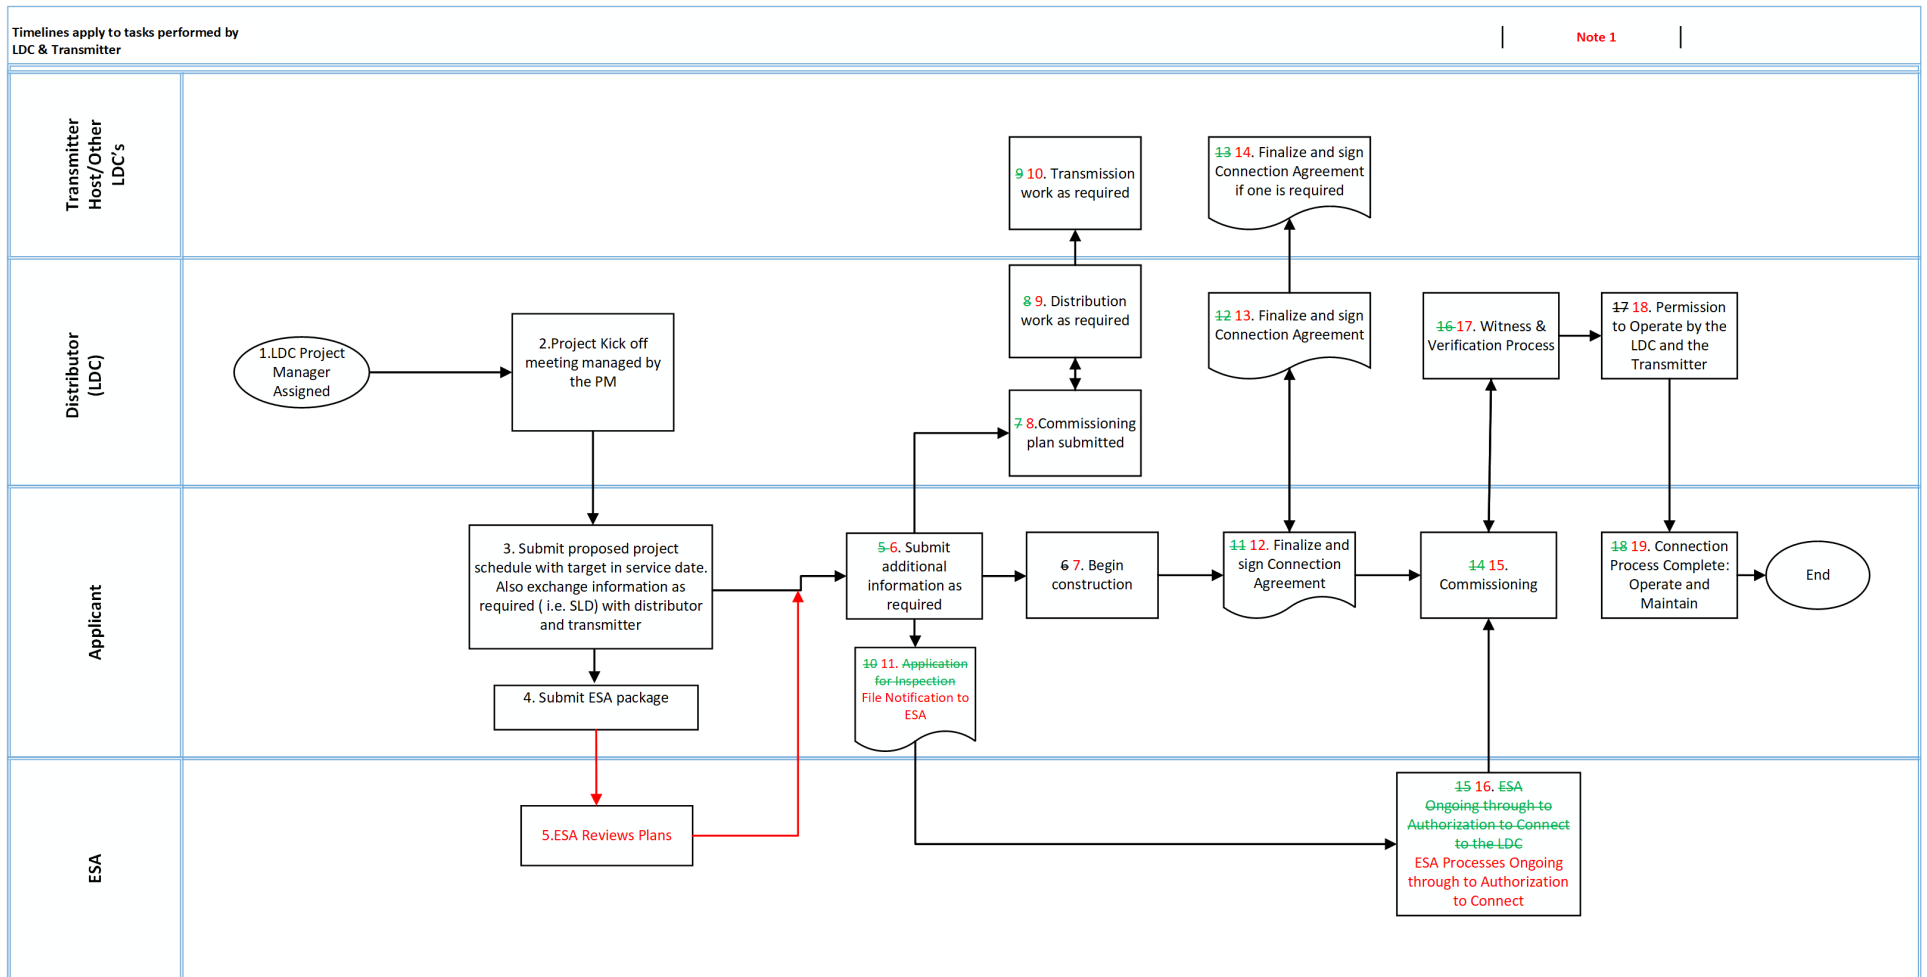 Timelines apply to tasks performed by
LDC & Transmitter
Note 1
Transmitter
Host/Other
LDC's
9 10. Transmission
work as required
13 14. Finalize and sign
Connection Agreement
if one is required
Distributor
(LDC)
1.LDC Project
Manager
Assigned
2.Project Kick off
meeting managed by
the PM
8 9. Distribution
work as required
7 8.Commissioning
plan submitted
12 13. Finalize and sign
Connection Agreement
16 17. Witness &
Verification Process
17 18. Permission
to Operate by the
LDC and the
Transmitter
Applicant
3. Submit proposed project
schedule with target in service date.
Also exchange information as
required ( i.e. SLD) with distributor
and transmitter
4. Submit ESA package
5 6. Submit
additional
information as
required
6 7. Begin
construction
10 11. Application
for Inspection
File Notification to
ESA
11 12. Finalize and
sign Connection
Agreement
14 15.
Commissioning
18 19. Connection
Process Complete:
Operate and
Maintain
End
ESA
5.ESA Reviews Plans
15 16. ESA
Ongoing through to
Authorization to Connect
to the LDC
ESA Processes Ongoing
through to Authorization
to Connect